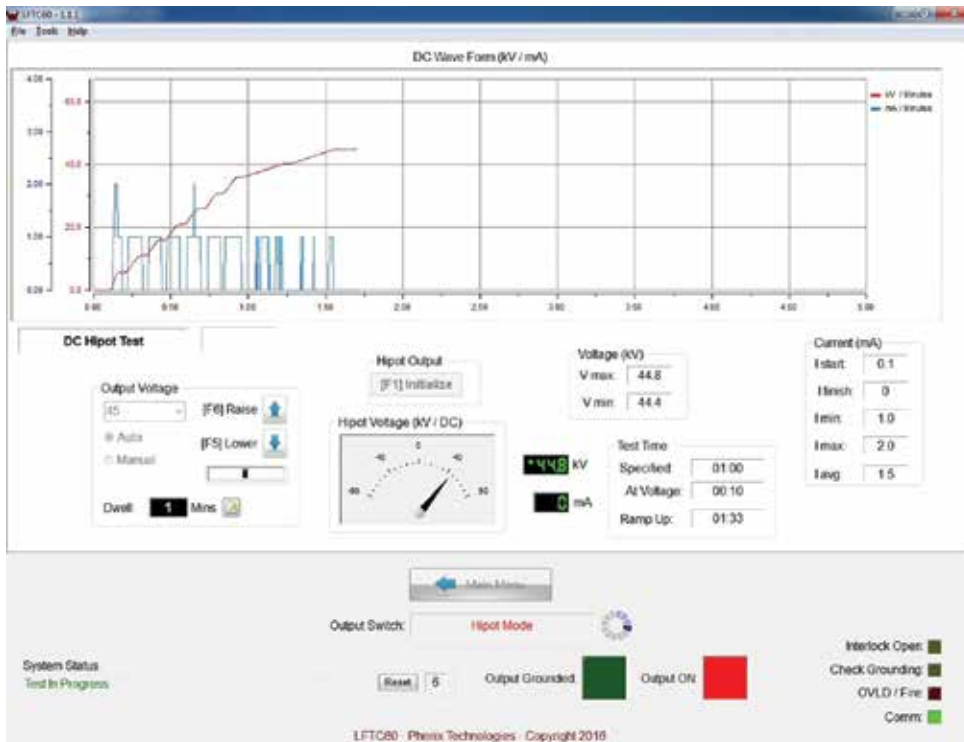 LFTC60 - 1.1.1
File Tools Help
DC Wave Form (kV / mA)
4.00
3.00
2.00
1.00
0.00
60.0
40.0
20.0
0.0
0.00 0.50 1.00 1.50 2.00 2.50 3.00 3.50 4.00 4.50 5.00
kV / Minutes
mA / Minutes
DC Hipot Test
Output Voltage
45
Auto
Manual
[F6] Raise
[F5] Lower
Dwell: 1 Mins
Hipot Output
[F1] Initialize
Hipot Voltage (kV / DC)
-80 -40 0 40 80
44.8 kV
0 mA
Voltage (kV)
V max: 44.8
V min: 44.4
Test Time
Specified: 01:00
At Voltage: 00:10
Ramp Up: 01:33
Current (mA)
I start: 0.1
I finish: 0
I min: 1.0
I max: 2.0
I avg: 1.5
Main Menu
Output Switch: Hipot Mode
System Status
Test In Progress
Reset 6
Output Grounded:
Output ON:
Interlock Open:
Check Grounding:
OVLD / Fire
Comm:
LFTC60 - Phenix Technologies - Copyright 2016